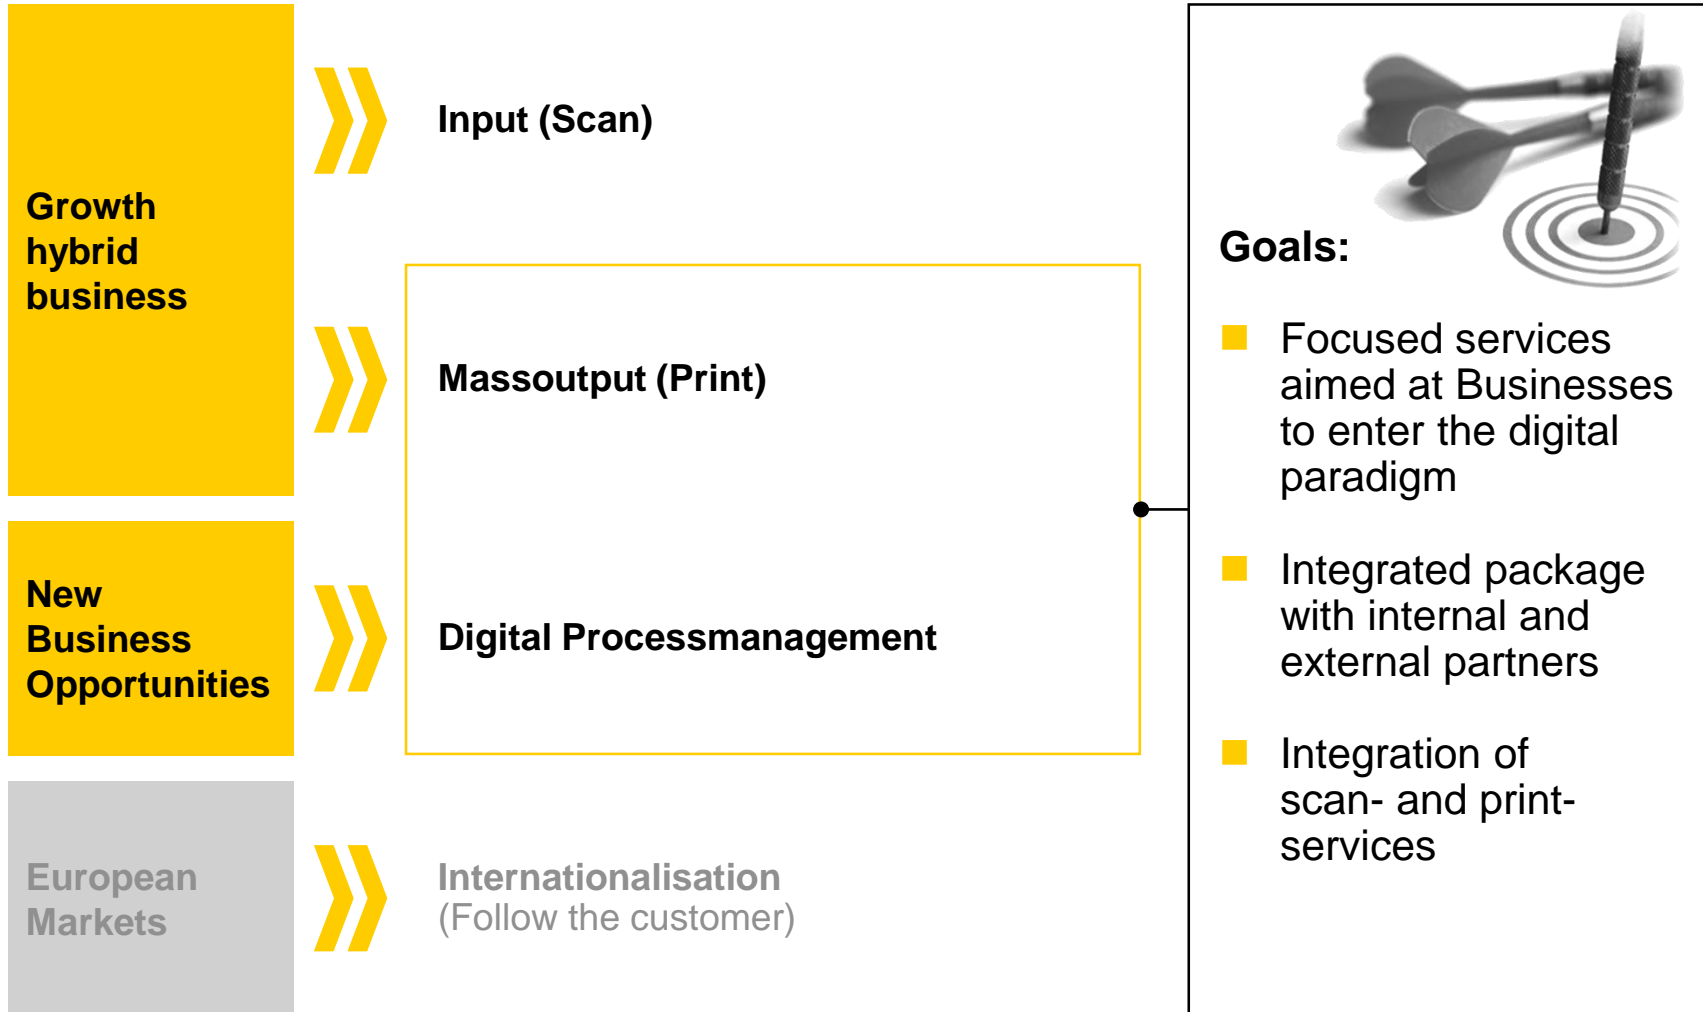 Growth
hybrid
business
Input (Scan)
Massoutput (Print)
New
Business
Opportunities
Digital Processmanagement
European
Markets
Internationalisation
(Follow the customer)
Goals:
Focused services
aimed at Businesses
to enter the digital
paradigm
Integrated package
with internal and
external partners
Integration of
scan- and print-
services